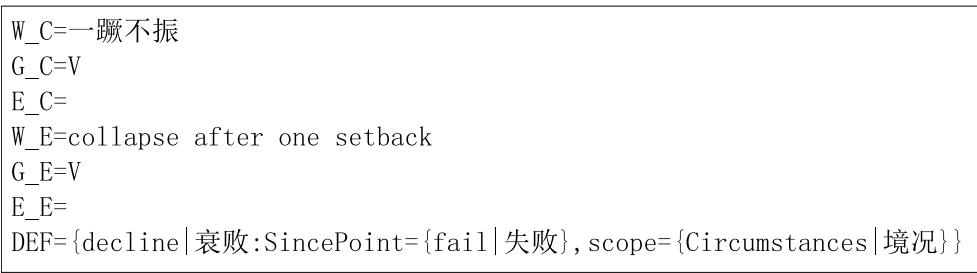 W_C=一蹶不振
G_C=V
E_C=
W_E=collapse after one setback
G_E=V
E_E=
DEF={decline|衰败:SincePoint={fail|失败},scope={Circumstances|境况}}